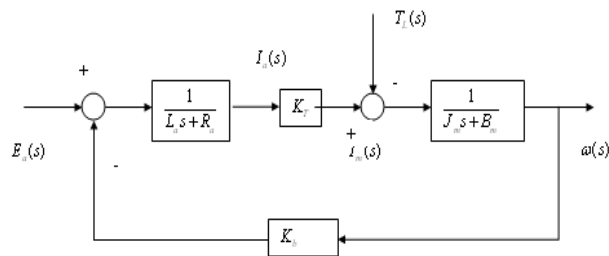 T_L(s)
+
I_a(s)
-
1
L_a s+R_a
K_T
1
J_m s+B_m
+
E_a(s)
-
T_m(s)
ω(s)
K_b